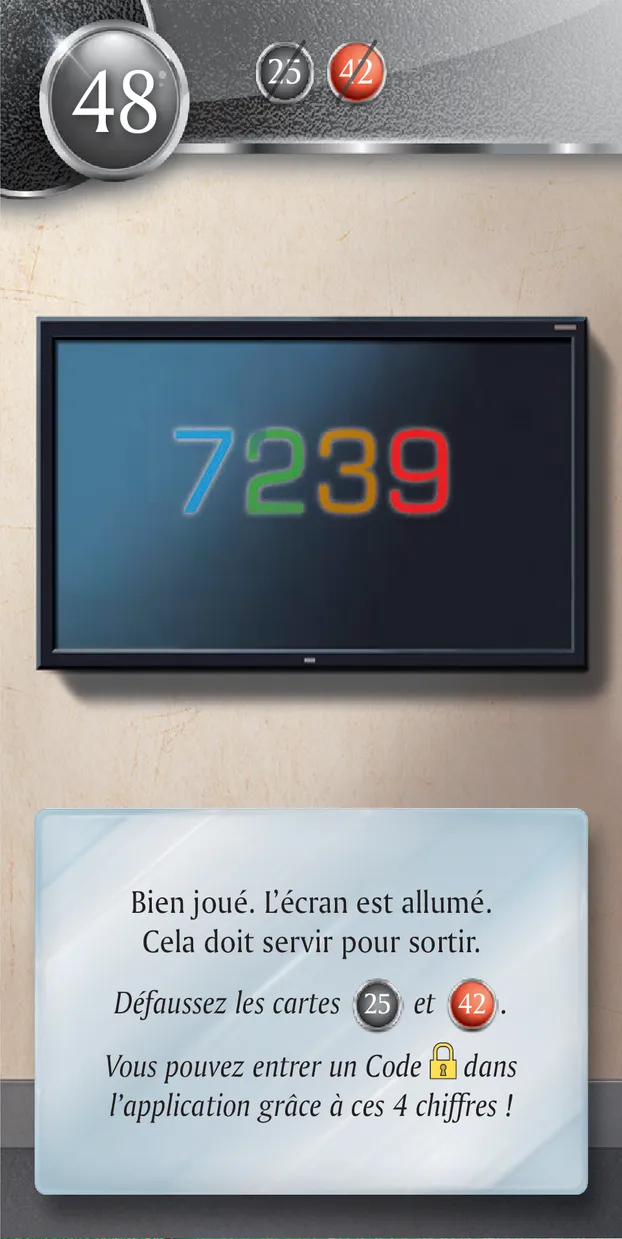 48
25 42
7239
Bien joué. L'écran est allumé.
Cela doit servir pour sortir.
Défaussez les cartes 25 et 42.
Vous pouvez entrer un Code dans
l'application grâce à ces 4 chiffres !